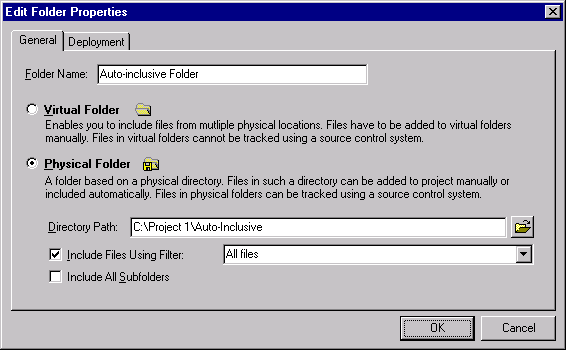 Edit Folder Properties
General Deployment
Folder Name: Auto-inclusive Folder
Virtual Folder
Enables you to include files from mutliple physical locations. Files have to be added to virtual folders
manually. Files in virtual folders cannot be tracked using a source control system.
Physical Folder
A folder based on a physical directory. Files in such a directory can be added to project manually or
included automatically. Files in physical folders can be tracked using a source control system.
Directory Path: C:\Project 1\Auto-Inclusive
Include Files Using Filter: All files
Include All Subfolders
OK Cancel